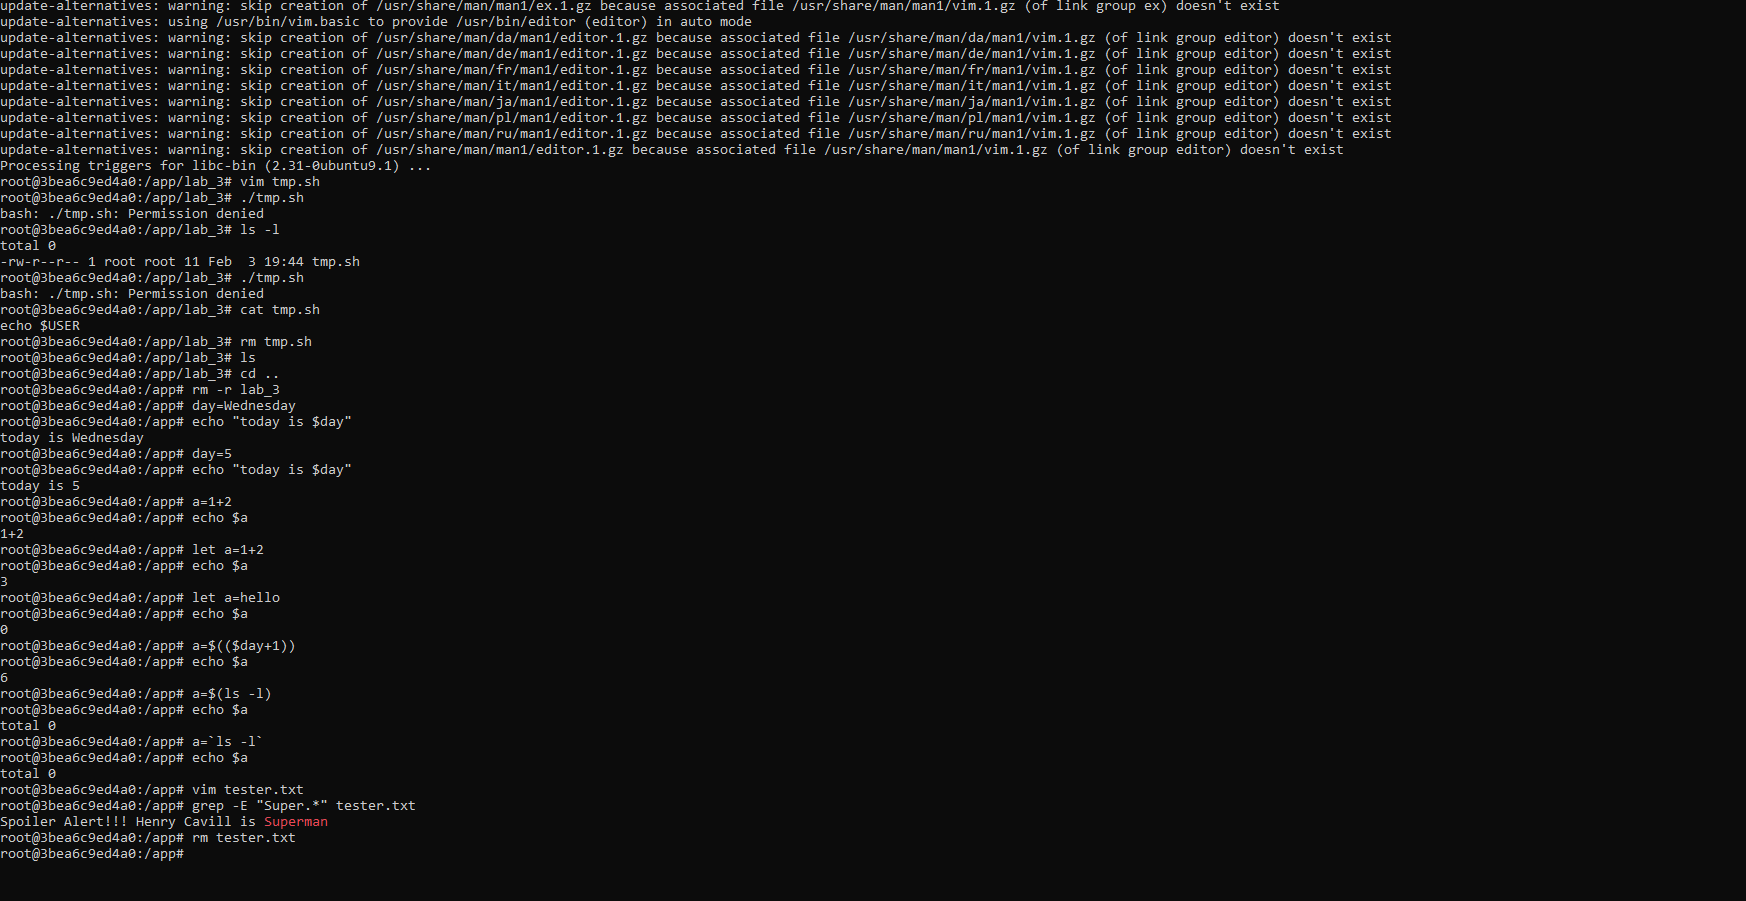 update-alternatives: warning: skip creation of /usr/share/man/man1/ex.1.gz because associated file /usr/share/man/man1/vim.1.gz (of link group ex) doesn't exist
update-alternatives: using /usr/bin/vim.basic to provide /usr/bin/editor (editor) in auto mode
update-alternatives: warning: skip creation of /usr/share/man/da/man1/editor.1.gz because associated file /usr/share/man/da/man1/vim.1.gz (of link group editor) doesn't exist
update-alternatives: warning: skip creation of /usr/share/man/de/man1/editor.1.gz because associated file /usr/share/man/de/man1/vim.1.gz (of link group editor) doesn't exist
update-alternatives: warning: skip creation of /usr/share/man/fr/man1/editor.1.gz because associated file /usr/share/man/fr/man1/vim.1.gz (of link group editor) doesn't exist
update-alternatives: warning: skip creation of /usr/share/man/it/man1/editor.1.gz because associated file /usr/share/man/it/man1/vim.1.gz (of link group editor) doesn't exist
update-alternatives: warning: skip creation of /usr/share/man/ja/man1/editor.1.gz because associated file /usr/share/man/ja/man1/vim.1.gz (of link group editor) doesn't exist
update-alternatives: warning: skip creation of /usr/share/man/pl/man1/editor.1.gz because associated file /usr/share/man/pl/man1/vim.1.gz (of link group editor) doesn't exist
update-alternatives: warning: skip creation of /usr/share/man/ru/man1/editor.1.gz because associated file /usr/share/man/ru/man1/vim.1.gz (of link group editor) doesn't exist
update-alternatives: warning: skip creation of /usr/share/man/man1/editor.1.gz because associated file /usr/share/man/man1/vim.1.gz (of link group editor) doesn't exist
Processing triggers for libc-bin (2.31-0ubuntu9.1) ...
root@3bea6c9ed4a0:/app/lab_3# vim tmp.sh
root@3bea6c9ed4a0:/app/lab_3# ./tmp.sh
bash: ./tmp.sh: Permission denied
root@3bea6c9ed4a0:/app/lab_3# ls -l
total 0
-rw-r--r-- 1 root root 11 Feb  3 19:44 tmp.sh
root@3bea6c9ed4a0:/app/lab_3# ./tmp.sh
bash: ./tmp.sh: Permission denied
root@3bea6c9ed4a0:/app/lab_3# cat tmp.sh
echo $USER
root@3bea6c9ed4a0:/app/lab_3# rm tmp.sh
root@3bea6c9ed4a0:/app/lab_3# ls
root@3bea6c9ed4a0:/app/lab_3# cd ..
root@3bea6c9ed4a0:/app# rm -r lab_3
root@3bea6c9ed4a0:/app# day=Wednesday
root@3bea6c9ed4a0:/app# echo "today is $day"
today is Wednesday
root@3bea6c9ed4a0:/app# day=5
root@3bea6c9ed4a0:/app# echo "today is $day"
today is 5
root@3bea6c9ed4a0:/app# a=1+2
root@3bea6c9ed4a0:/app# echo $a
1+2
root@3bea6c9ed4a0:/app# let a=1+2
root@3bea6c9ed4a0:/app# echo $a
3
root@3bea6c9ed4a0:/app# let a=hello
root@3bea6c9ed4a0:/app# echo $a
0
root@3bea6c9ed4a0:/app# a=$(($day+1))
root@3bea6c9ed4a0:/app# echo $a
6
root@3bea6c9ed4a0:/app# a=$(ls -l)
root@3bea6c9ed4a0:/app# echo $a
total 0
root@3bea6c9ed4a0:/app# a=`ls -l`
root@3bea6c9ed4a0:/app# echo $a
total 0
root@3bea6c9ed4a0:/app# vim tester.txt
root@3bea6c9ed4a0:/app# grep -E "Super.*" tester.txt
Spoiler Alert!!! Henry Cavill is Superman
root@3bea6c9ed4a0:/app# rm tester.txt
root@3bea6c9ed4a0:/app#